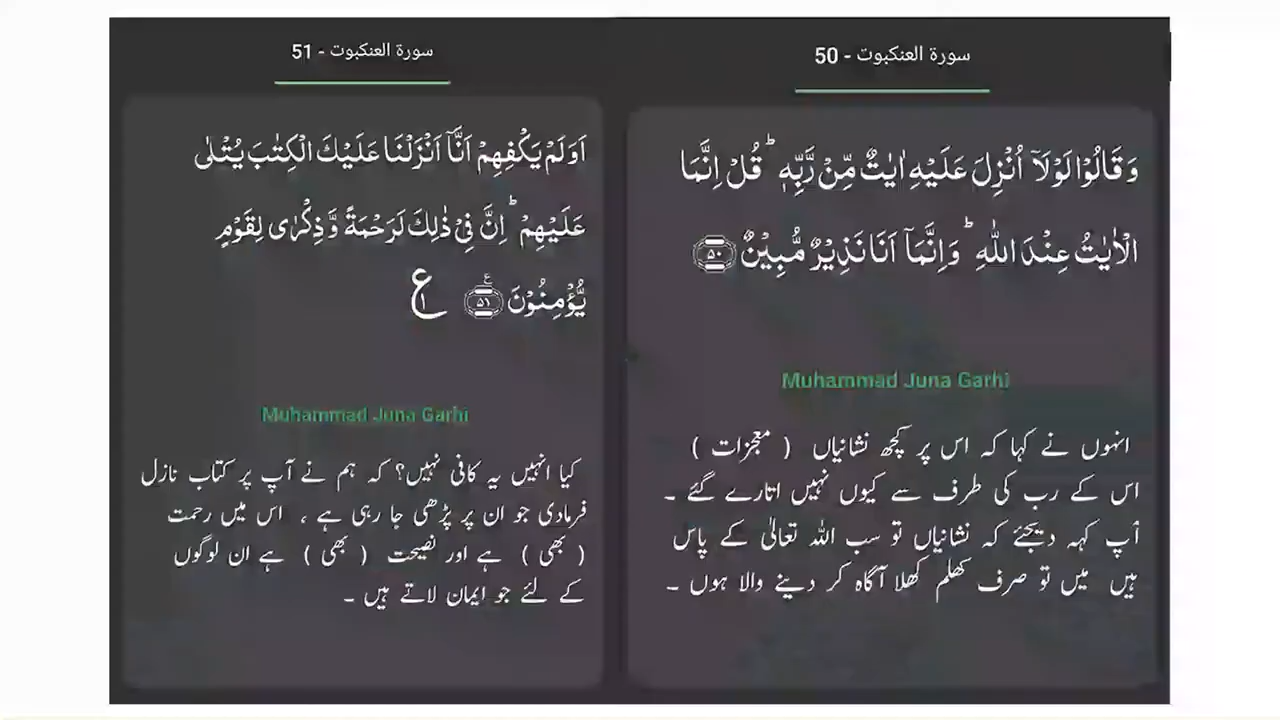 سورة العنكبوت - 50
وَ قَالُوۡا لَوۡلَاۤ اُنۡزِلَ عَلَیۡہِ اٰیٰتٌ مِّنۡ رَّبِّہٖ ؕ قُلۡ اِنَّمَا
الۡاٰیٰتُ عِنۡدَ اللّٰہِ ؕ وَ اِنَّمَاۤ اَنَا نَذِیۡرٌ مُّبِیۡنٌ ﴿۵۰﴾
Muhammad Juna Garhi
انہوں نے کہا کہ اس پر کچھ نشانیاں ( معجزات )
اس کے رب کی طرف سے کیوں نہیں اتارے گئے ۔
آپ کہہ دیجئے کہ نشانیاں تو سب اللہ تعالٰی کے پاس
ہیں میں تو صرف کھلم کھلا آگاہ کر دینے والا ہوں ۔
سورة العنكبوت - 51
اَوَ لَمۡ یَکۡفِہِمۡ اَنَّاۤ اَنۡزَلۡنَا عَلَیۡکَ الۡکِتٰبَ یُتۡلٰی
عَلَیۡہِمۡ ؕ اِنَّ فِیۡ ذٰلِکَ لَرَحۡمَۃً وَّ ذِکۡرٰی لِقَوۡمٍ
یُّؤۡمِنُوۡنَ ﴿۵۱﴾ ع
Muhammad Juna Garhi
کیا انہیں یہ کافی نہیں؟ کہ ہم نے آپ پر کتاب نازل
فرمادی جو ان پر پڑھی جا رہی ہے ، اس میں رحمت
( بھی ) ہے اور نصیحت ( بھی ) ہے ان لوگوں
کے لئے جو ایمان لاتے ہیں ۔